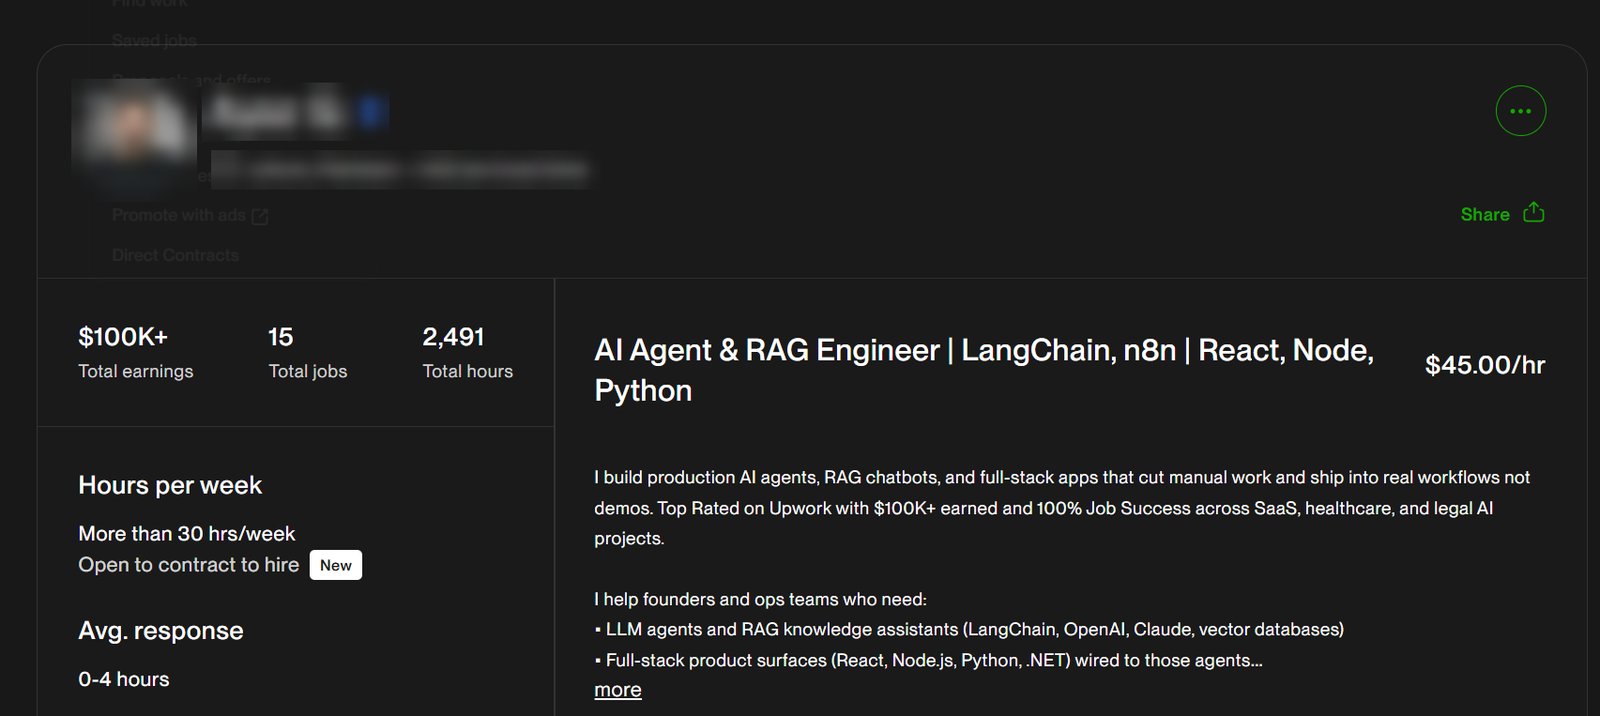 Find work
Saved jobs
Promote with ads
Direct Contracts
Share
$100K+
Total earnings
15
Total jobs
2,491
Total hours
Hours per week
More than 30 hrs/week
Open to contract to hire New
Avg. response
0-4 hours
AI Agent & RAG Engineer | LangChain, n8n | React, Node,
Python
$45.00/hr
I build production AI agents, RAG chatbots, and full-stack apps that cut manual work and ship into real workflows not
demos. Top Rated on Upwork with $100K+ earned and 100% Job Success across SaaS, healthcare, and legal AI
projects.
I help founders and ops teams who need:
▪ LLM agents and RAG knowledge assistants (LangChain, OpenAI, Claude, vector databases)
▪ Full-stack product surfaces (React, Node.js, Python, .NET) wired to those agents...
more